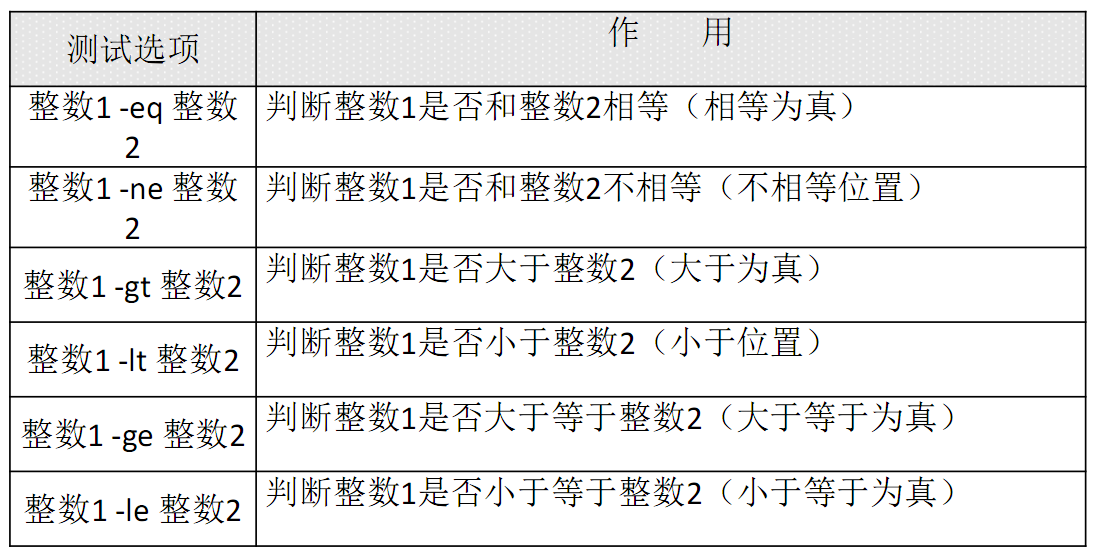 测试选项
作 用
整数1 -eq 整数
2
判断整数1是否和整数2相等（相等为真）
整数1 -ne 整数
2
判断整数1是否和整数2不相等（不相等位置）
整数1 -gt 整数2
判断整数1是否大于整数2（大于为真）
整数1 -lt 整数2
判断整数1是否小于整数2（小于位置）
整数1 -ge 整数2
判断整数1是否大于等于整数2（大于等于为真）
整数1 -le 整数2
判断整数1是否小于等于整数2（小于等于为真）